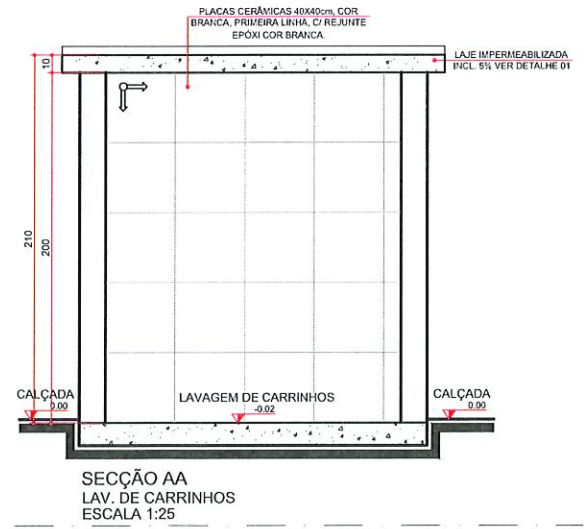 PLACAS CERÂMICAS 40X40cm, COR
BRANCA, PRIMEIRA LINHA, C/ REJUNTE
EPÓXI COR BRANCA.
LAJE IMPERMEABILIZADA
INCL. 5% VER DETALHE 01
10
210
200
CALÇADA
0.00
LAVAGEM DE CARRINHOS
-0.02
CALÇADA
0.00
SECÇÃO AA
LAV. DE CARRINHOS
ESCALA 1:25